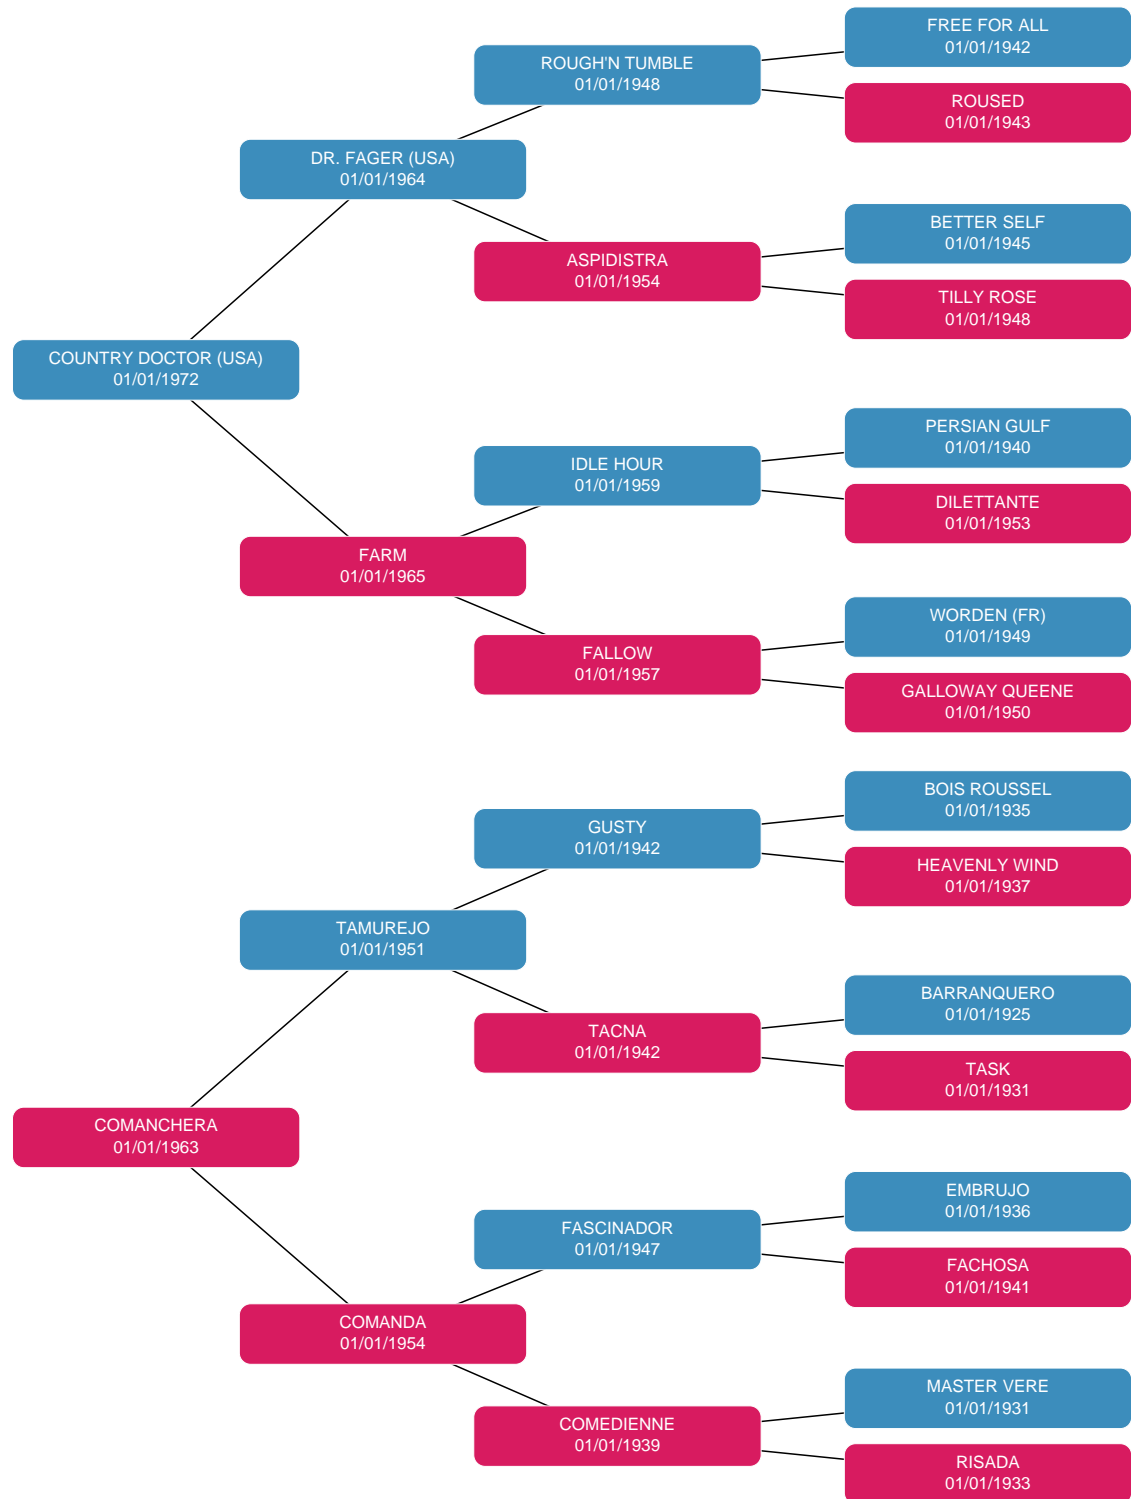 FREE FOR ALL
01/01/1942
ROUGH'N TUMBLE
01/01/1948
ROUSED
01/01/1943
DR. FAGER (USA)
01/01/1964
BETTER SELF
01/01/1945
ASPIDISTRA
01/01/1954
TILLY ROSE
01/01/1948
COUNTRY DOCTOR (USA)
01/01/1972
PERSIAN GULF
01/01/1940
IDLE HOUR
01/01/1959
DILETTANTE
01/01/1953
FARM
01/01/1965
WORDEN (FR)
01/01/1949
FALLOW
01/01/1957
GALLOWAY QUEENE
01/01/1950
BOIS ROUSSEL
01/01/1935
GUSTY
01/01/1942
HEAVENLY WIND
01/01/1937
TAMUREJO
01/01/1951
BARRANQUERO
01/01/1925
TACNA
01/01/1942
TASK
01/01/1931
COMANCHERA
01/01/1963
EMBRUJO
01/01/1936
FASCINADOR
01/01/1947
FACHOSA
01/01/1941
COMANDA
01/01/1954
MASTER VERE
01/01/1931
COMEDIENNE
01/01/1939
RISADA
01/01/1933